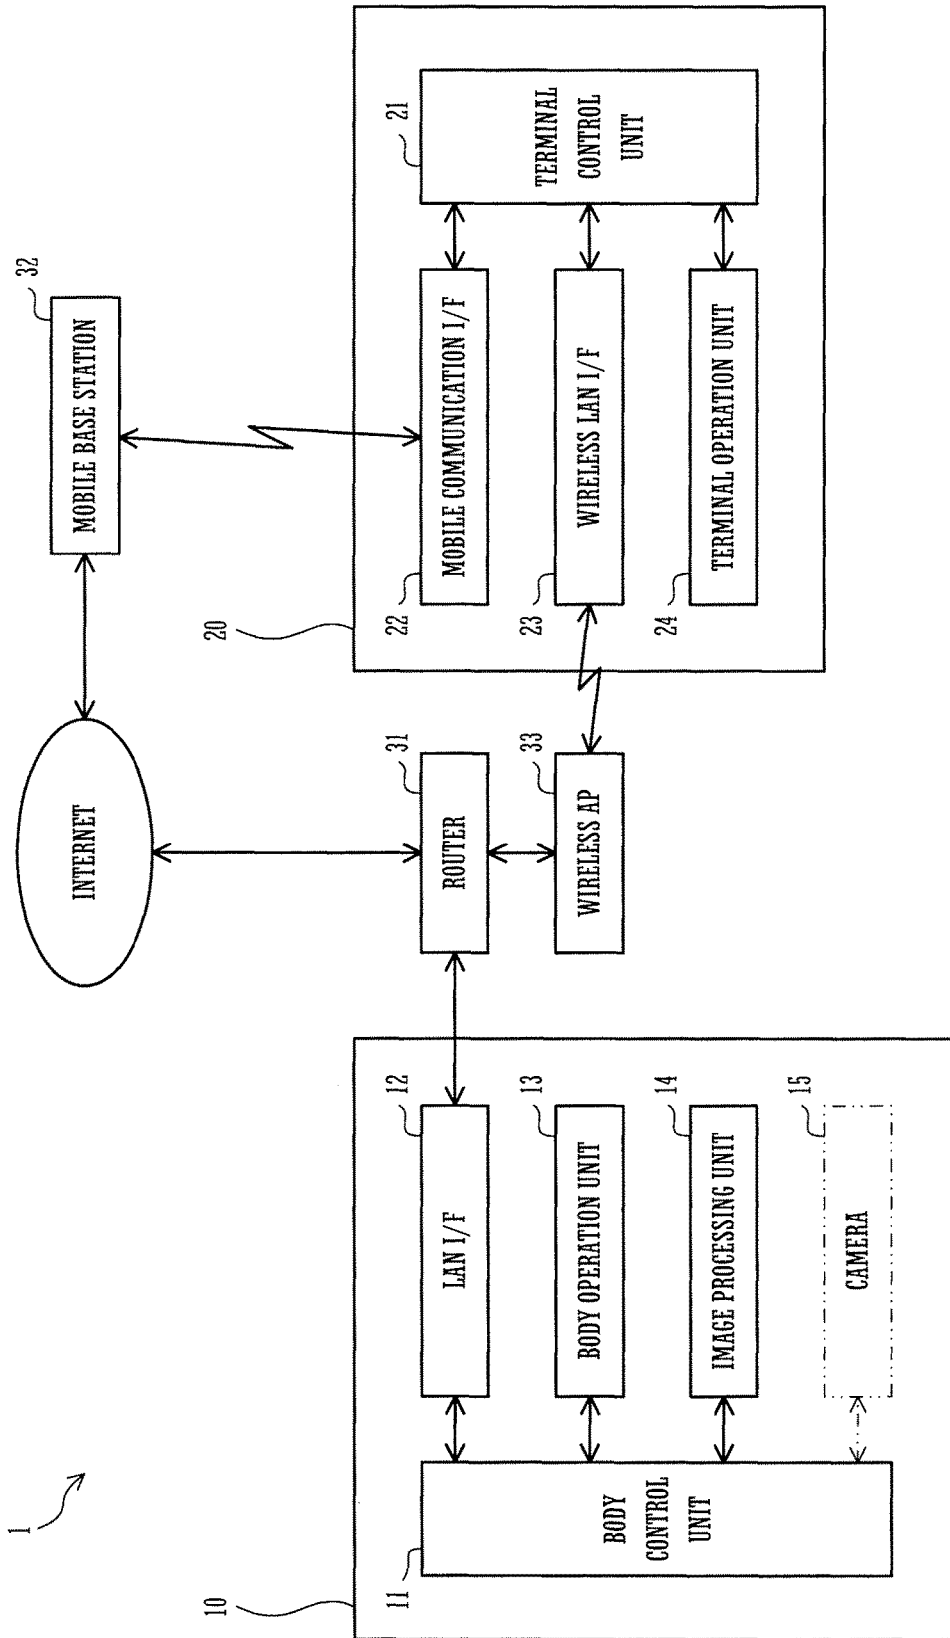 1
INTERNET
MOBILE BASE STATION
32
10
11
BODY
CONTROL
UNIT
LAN I/F
12
BODY OPERATION UNIT
13
IMAGE PROCESSING UNIT
14
CAMERA
15
ROUTER
31
WIRELESS AP
33
20
22
MOBILE COMMUNICATION I/F
23
WIRELESS LAN I/F
24
TERMINAL OPERATION UNIT
21
TERMINAL
CONTROL
UNIT